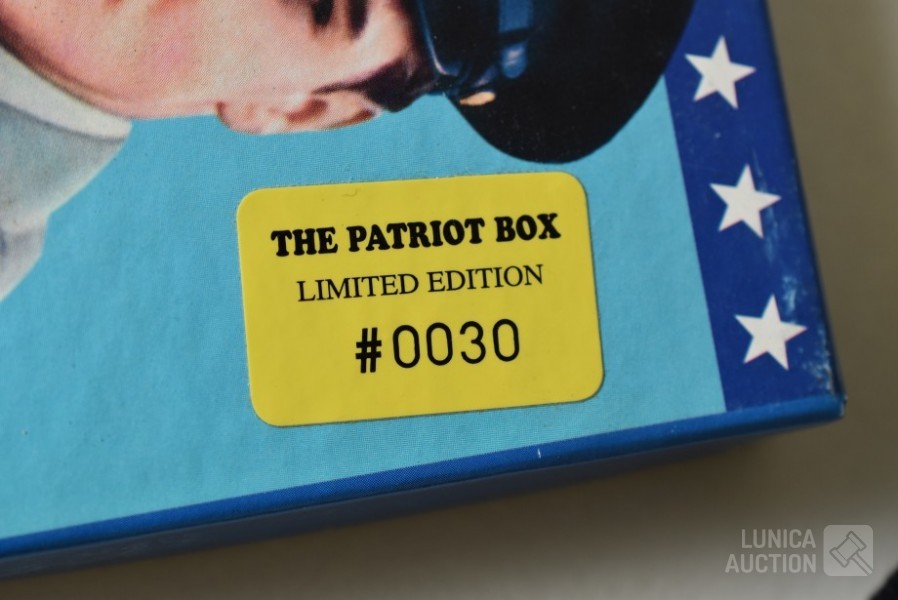 THE PATRIOT BOX
LIMITED EDITION
#0030
LUNICA
AUCTION